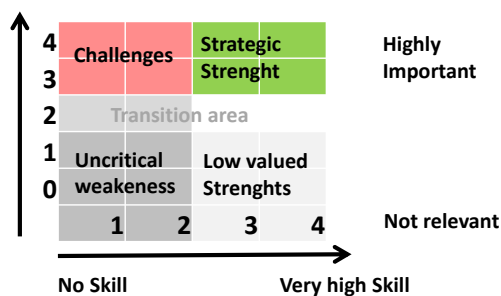 4
Challenges
Strategic
Strenght
Highly
Important
3
2
Transition area
1
Uncritical
weakeness
Low valued
Strenghts
0
1 2 3 4
Not relevant
No Skill
Very high Skill